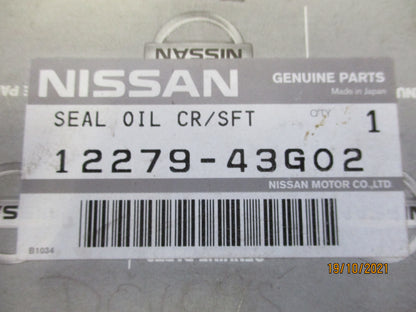 NISSAN
NISSAN
GENUINE PARTS
Made in Japan
SEAL OIL CR/SFT
QTY
1
12279-43G02
NISSAN MOTOR CO.,LTD.
B1034
19/10/2021